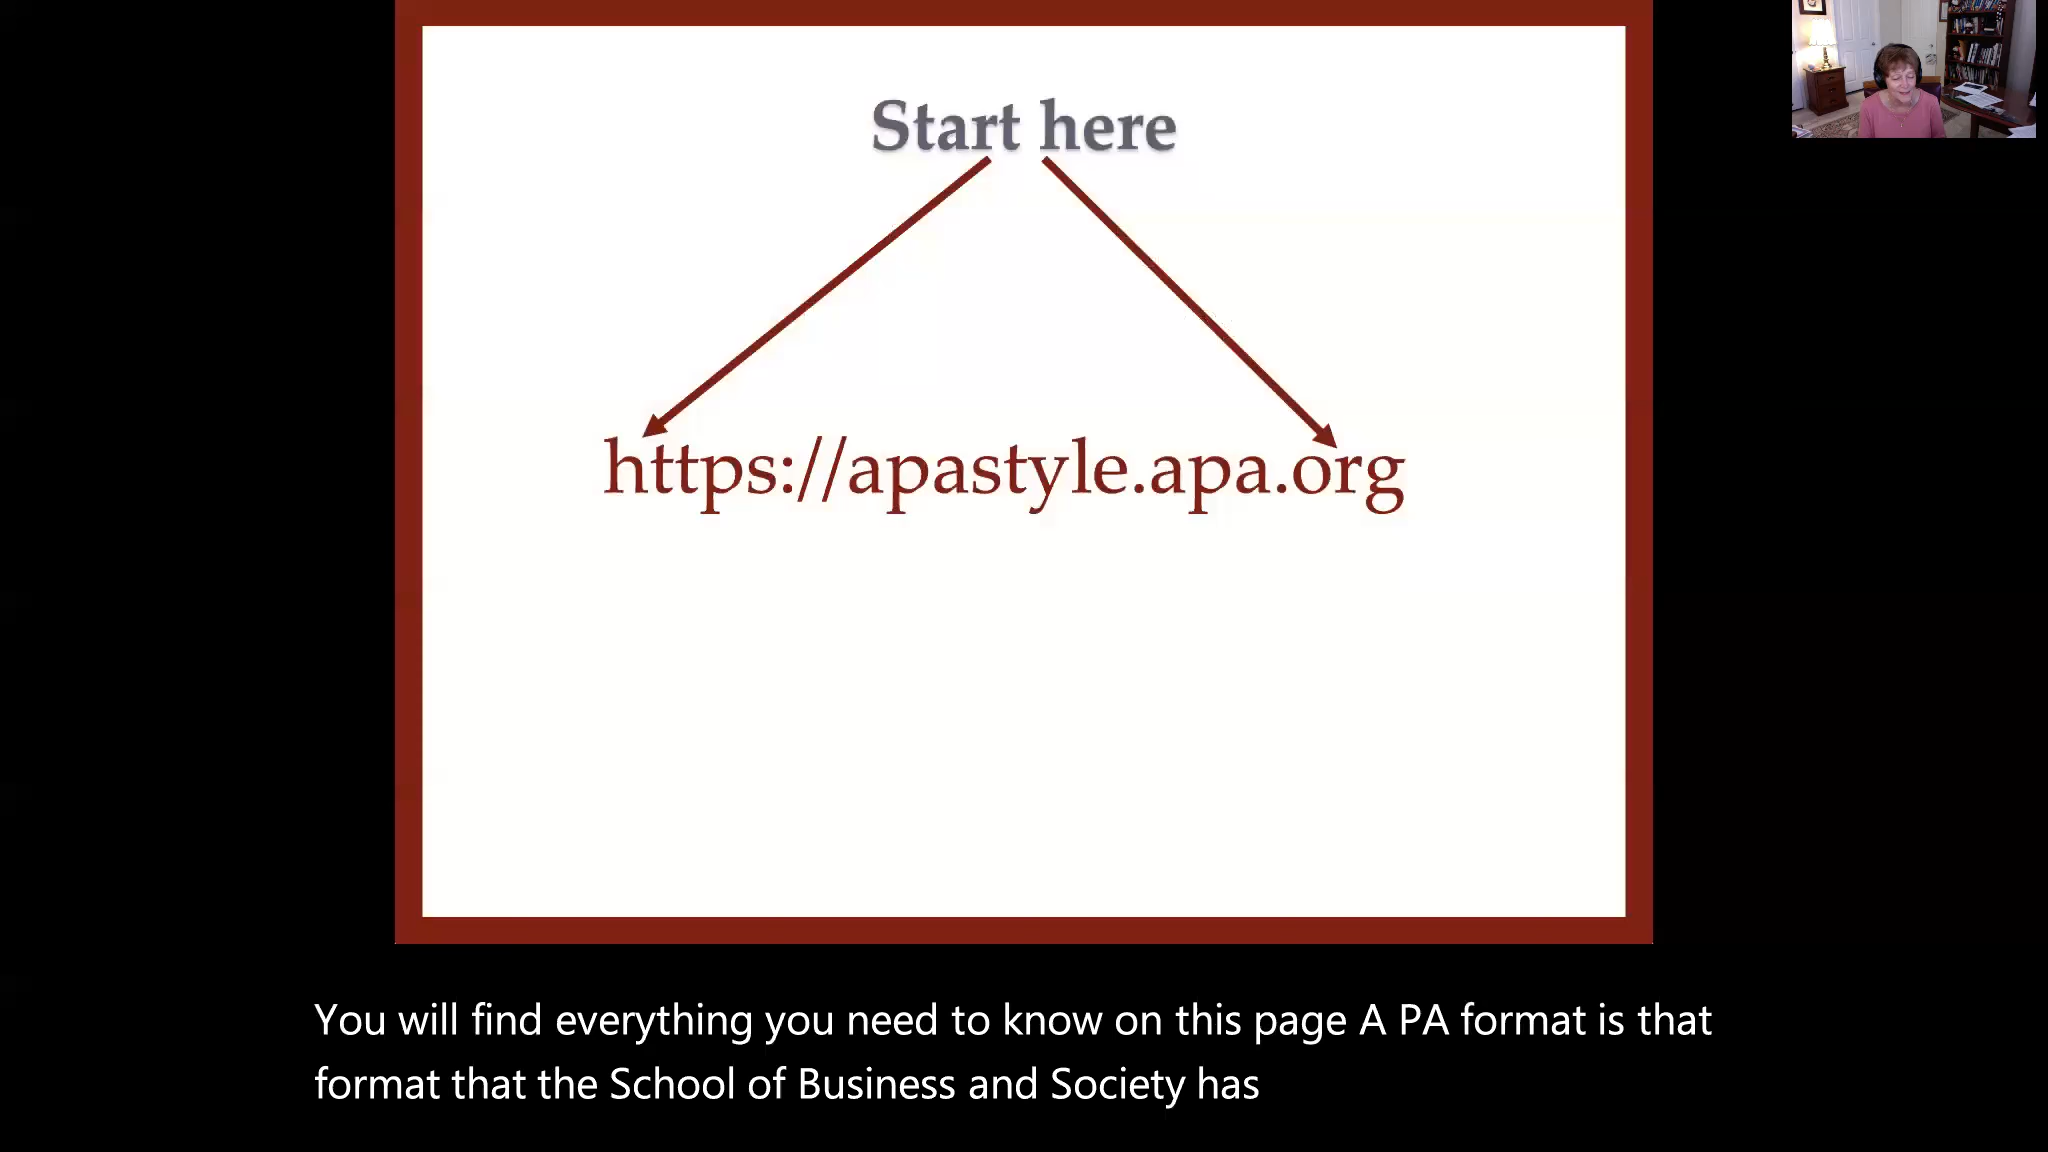 Start here
https://apastyle.apa.org
You will find everything you need to know on this page A PA format is that
format that the School of Business and Society has